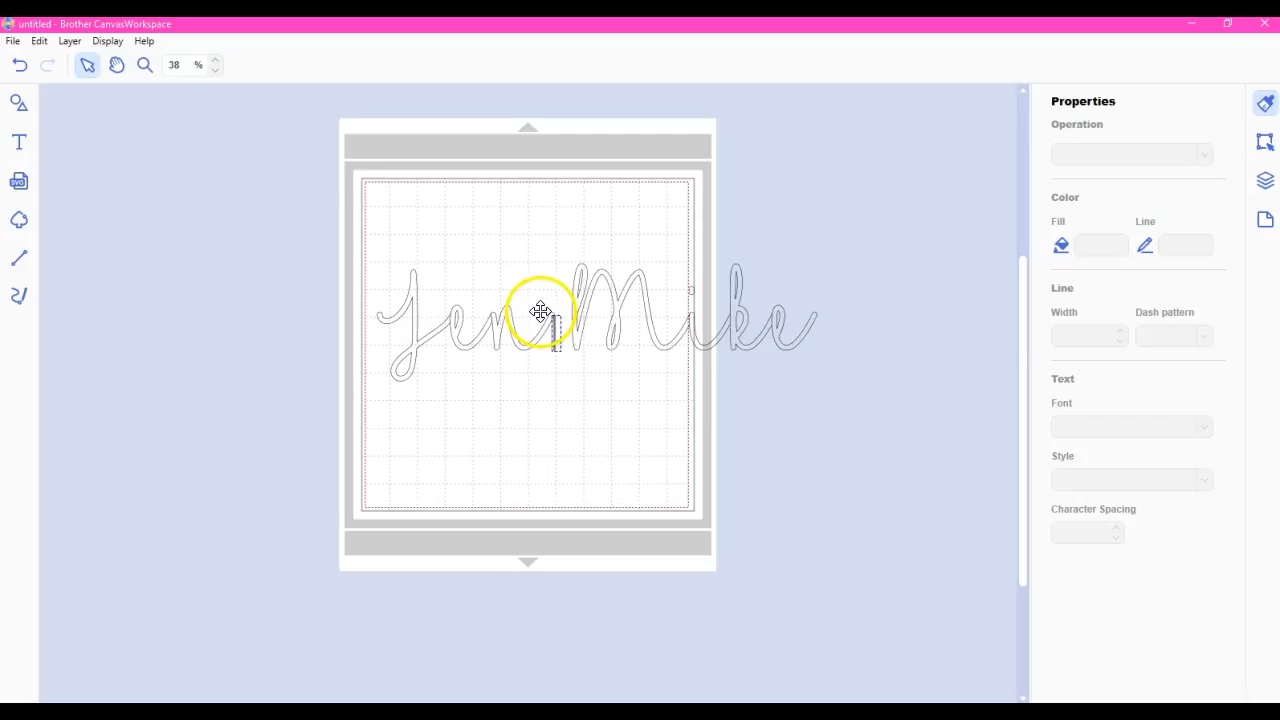 untitled - Brother CanvasWorkspace
File Edit Layer Display Help
38 %
Properties
Operation
Color
Fill Line
Line
Width Dash pattern
Text
Font
Style
Character Spacing
T
SVG
Jen Mike